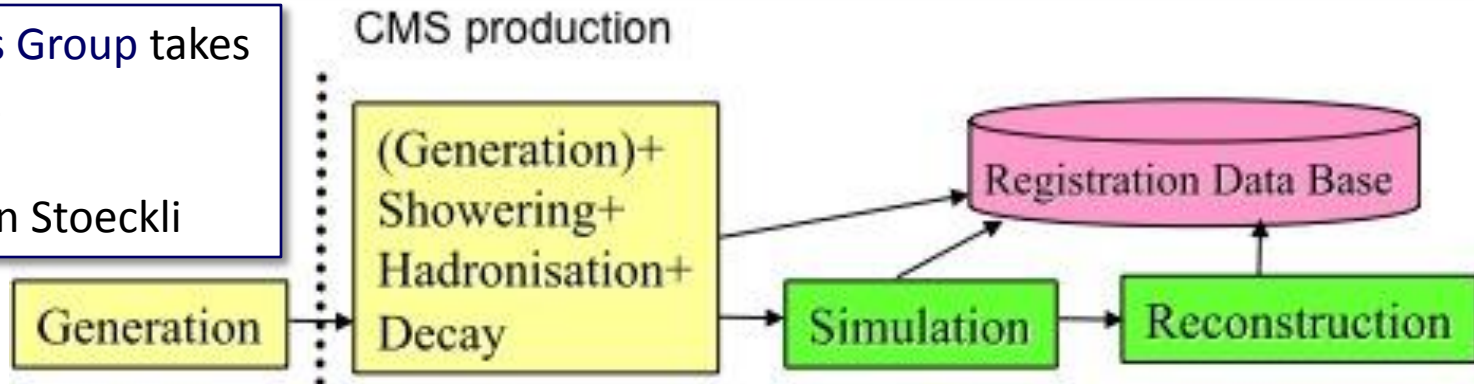 s Group takes
n Stoeckli
CMS production
Generation
(Generation)+
Showering+
Hadronisation+
Decay
Registration Data Base
Simulation
Reconstruction